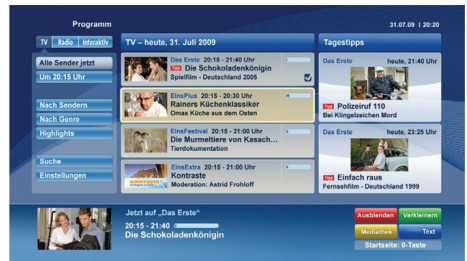 Programm
31.07.09 | 20:20
TV Radio Interaktiv
TV – heute, 31. Juli 2009
Tagestipps
Alle Sender jetzt
Um 20:15 Uhr
Nach Sendern
Nach Genre
Highlights
Suche
Einstellungen
Das Erste 20:15 - 21:40 Uhr
Tipp Die Schokoladenkönigin
Spielfilm - Deutschland 2005
EinsPlus 20:15 - 20:30 Uhr
Rainers Küchenklassiker
Omas Küche aus dem Osten
EinsFestival 20:15 - 21:00 Uhr
Die Murmeltiere von Kasach...
Tierdokumentation
EinsExtra 20:15 - 21:00 Uhr
Kontraste
Moderation: Astrid Frohloff
KONTRASTE
Das Erste heute, 21:40 Uhr
Tipp Polizeiruf 110
Bei Klingelzeichen Mord
Das Erste heute, 23:25 Uhr
Tipp Einfach raus
Fernsehfilm - Deutschland 1999
Jetzt auf „Das Erste“
20:15 - 21:40
Die Schokoladenkönigin
Ausblenden Verkleinern
Mediathek Text
Startseite: 0-Taste